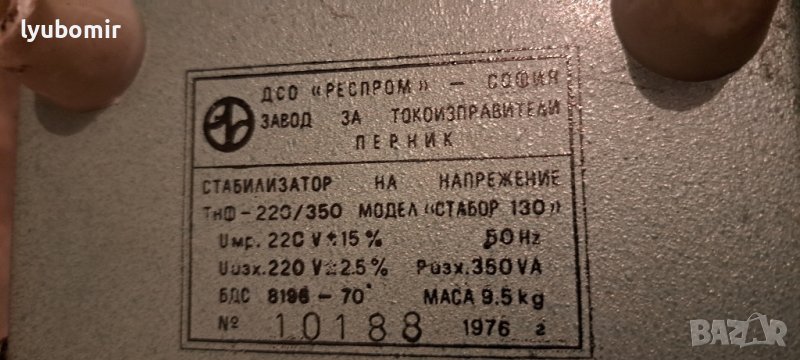 lyubomir
ДСО "РЕСПРОМ" - СОФИЯ
ЗАВОД ЗА ТОКОИЗПРАВИТЕЛИ
ПЕРНИК
СТАБИЛИЗАТОР НА НАПРЕЖЕНИЕ
ТНФ-220/350 МОДЕЛ "СТАБОР 130"
Uмр. 220 V ± 15 % 50 Hz
Uизх. 220 V ± 2.5 % Pизх. 350 VA
БДС 8196 - 70 МАСА 9.5 kg
№ 10188 1976 г
BAZAR